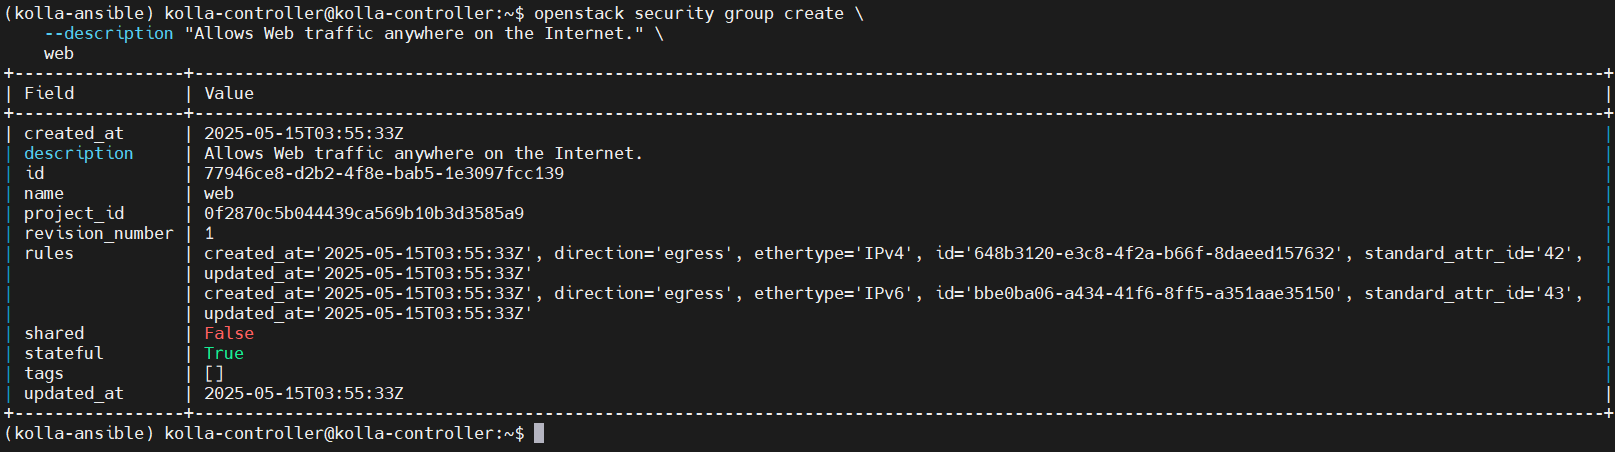 (kolla-ansible) kolla-controller@kolla-controller:~$ openstack security group create \
    --description "Allows Web traffic anywhere on the Internet." \
    web
+-----------------+---------------------------------------------------------------------------------------------------------------------------------------------+
| Field           | Value                                                                                                                                       |
+-----------------+---------------------------------------------------------------------------------------------------------------------------------------------+
| created_at      | 2025-05-15T03:55:33Z                                                                                                                        |
| description     | Allows Web traffic anywhere on the Internet.                                                                                                |
| id              | 77946ce8-d2b2-4f8e-bab5-1e3097fcc139                                                                                                        |
| name            | web                                                                                                                                         |
| project_id      | 0f2870c5b044439ca569b10b3d3585a9                                                                                                            |
| revision_number | 1                                                                                                                                           |
| rules           | created_at='2025-05-15T03:55:33Z', direction='egress', ethertype='IPv4', id='648b3120-e3c8-4f2a-b66f-8daeed157632', standard_attr_id='42',  |
|                 | updated_at='2025-05-15T03:55:33Z'                                                                                                           |
|                 | created_at='2025-05-15T03:55:33Z', direction='egress', ethertype='IPv6', id='bbe0ba06-a434-41f6-8ff5-a351aae35150', standard_attr_id='43',  |
|                 | updated_at='2025-05-15T03:55:33Z'                                                                                                           |
| shared          | False                                                                                                                                       |
| stateful        | True                                                                                                                                        |
| tags            | []                                                                                                                                          |
| updated_at      | 2025-05-15T03:55:33Z                                                                                                                        |
+-----------------+---------------------------------------------------------------------------------------------------------------------------------------------+
(kolla-ansible) kolla-controller@kolla-controller:~$